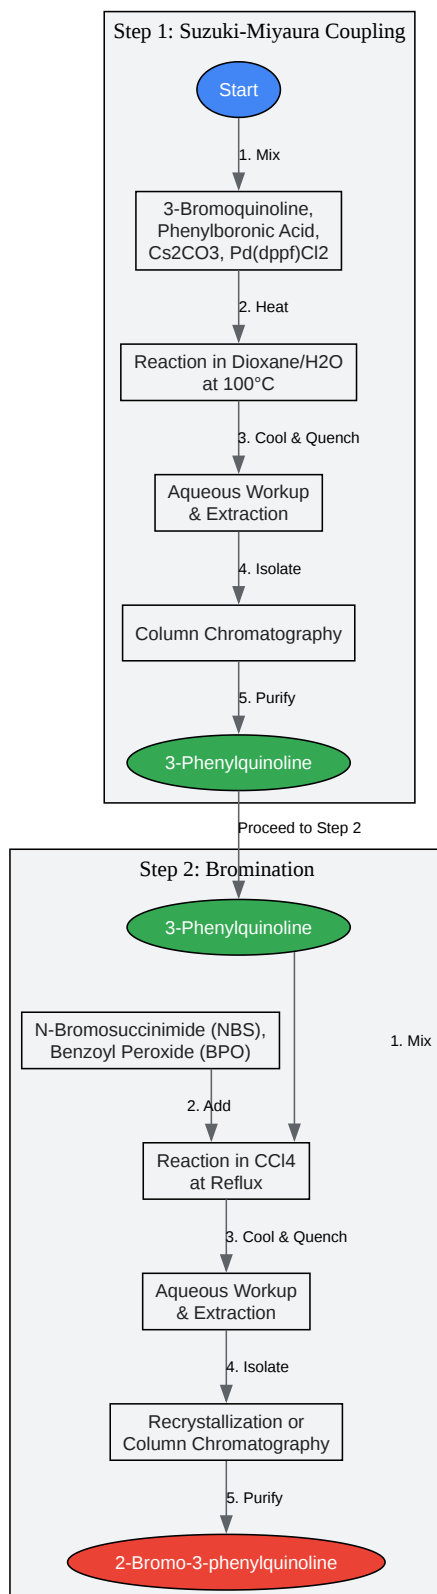 Step 1: Suzuki-Miyaura Coupling
Start
1. Mix
3-Bromoquinoline,
Phenylboronic Acid,
Cs2CO3, Pd(dppf)Cl2
2. Heat
Reaction in Dioxane/H2O
at 100°C
3. Cool & Quench
Aqueous Workup
& Extraction
4. Isolate
Column Chromatography
5. Purify
3-Phenylquinoline
Proceed to Step 2
Step 2: Bromination
3-Phenylquinoline
N-Bromosuccinimide (NBS),
Benzoyl Peroxide (BPO)
1. Mix
2. Add
Reaction in CCl4
at Reflux
3. Cool & Quench
Aqueous Workup
& Extraction
4. Isolate
Recrystallization or
Column Chromatography
5. Purify
2-Bromo-3-phenylquinoline